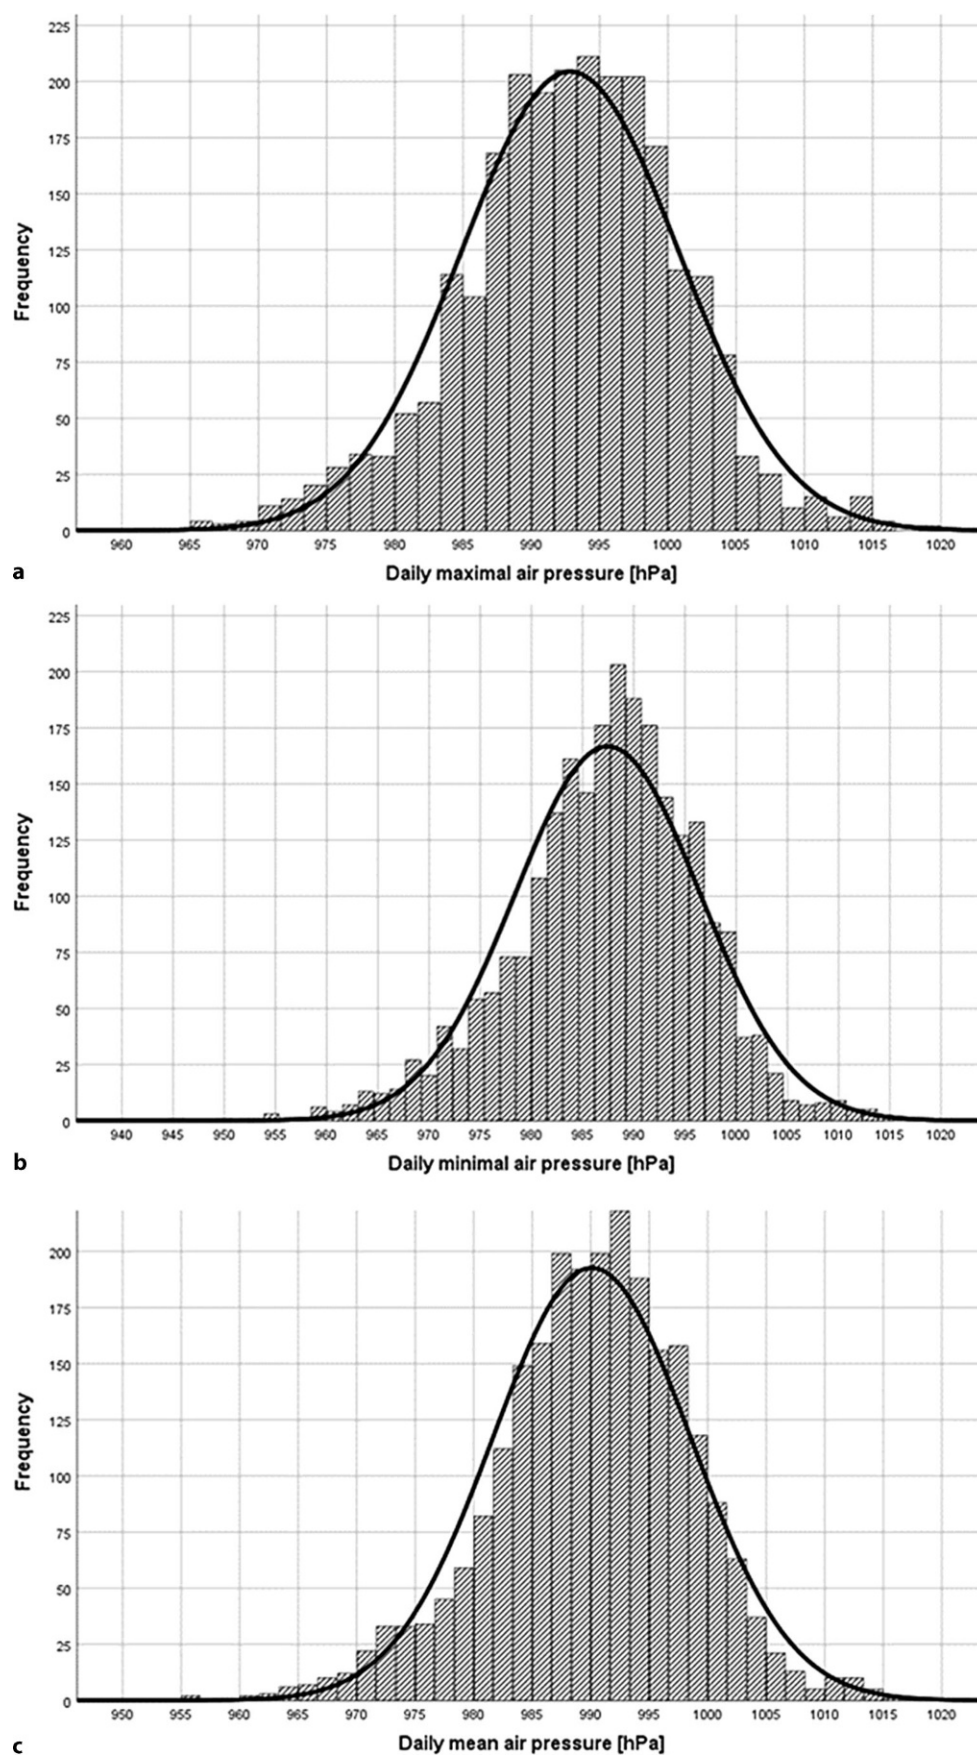 225
200
175
150
125
100
75
50
25
0
Frequency
960 965 970 975 980 985 990 995 1000 1005 1010 1015 1020
Daily maximal air pressure [hPa]
a
225
200
175
150
125
100
75
50
25
0
Frequency
940 945 950 955 960 965 970 975 980 985 990 995 1000 1005 1010 1015 1020
Daily minimal air pressure [hPa]
b
200
175
150
125
100
75
50
25
0
Frequency
950 955 960 965 970 975 980 985 990 995 1000 1005 1010 1015 1020
Daily mean air pressure [hPa]
c